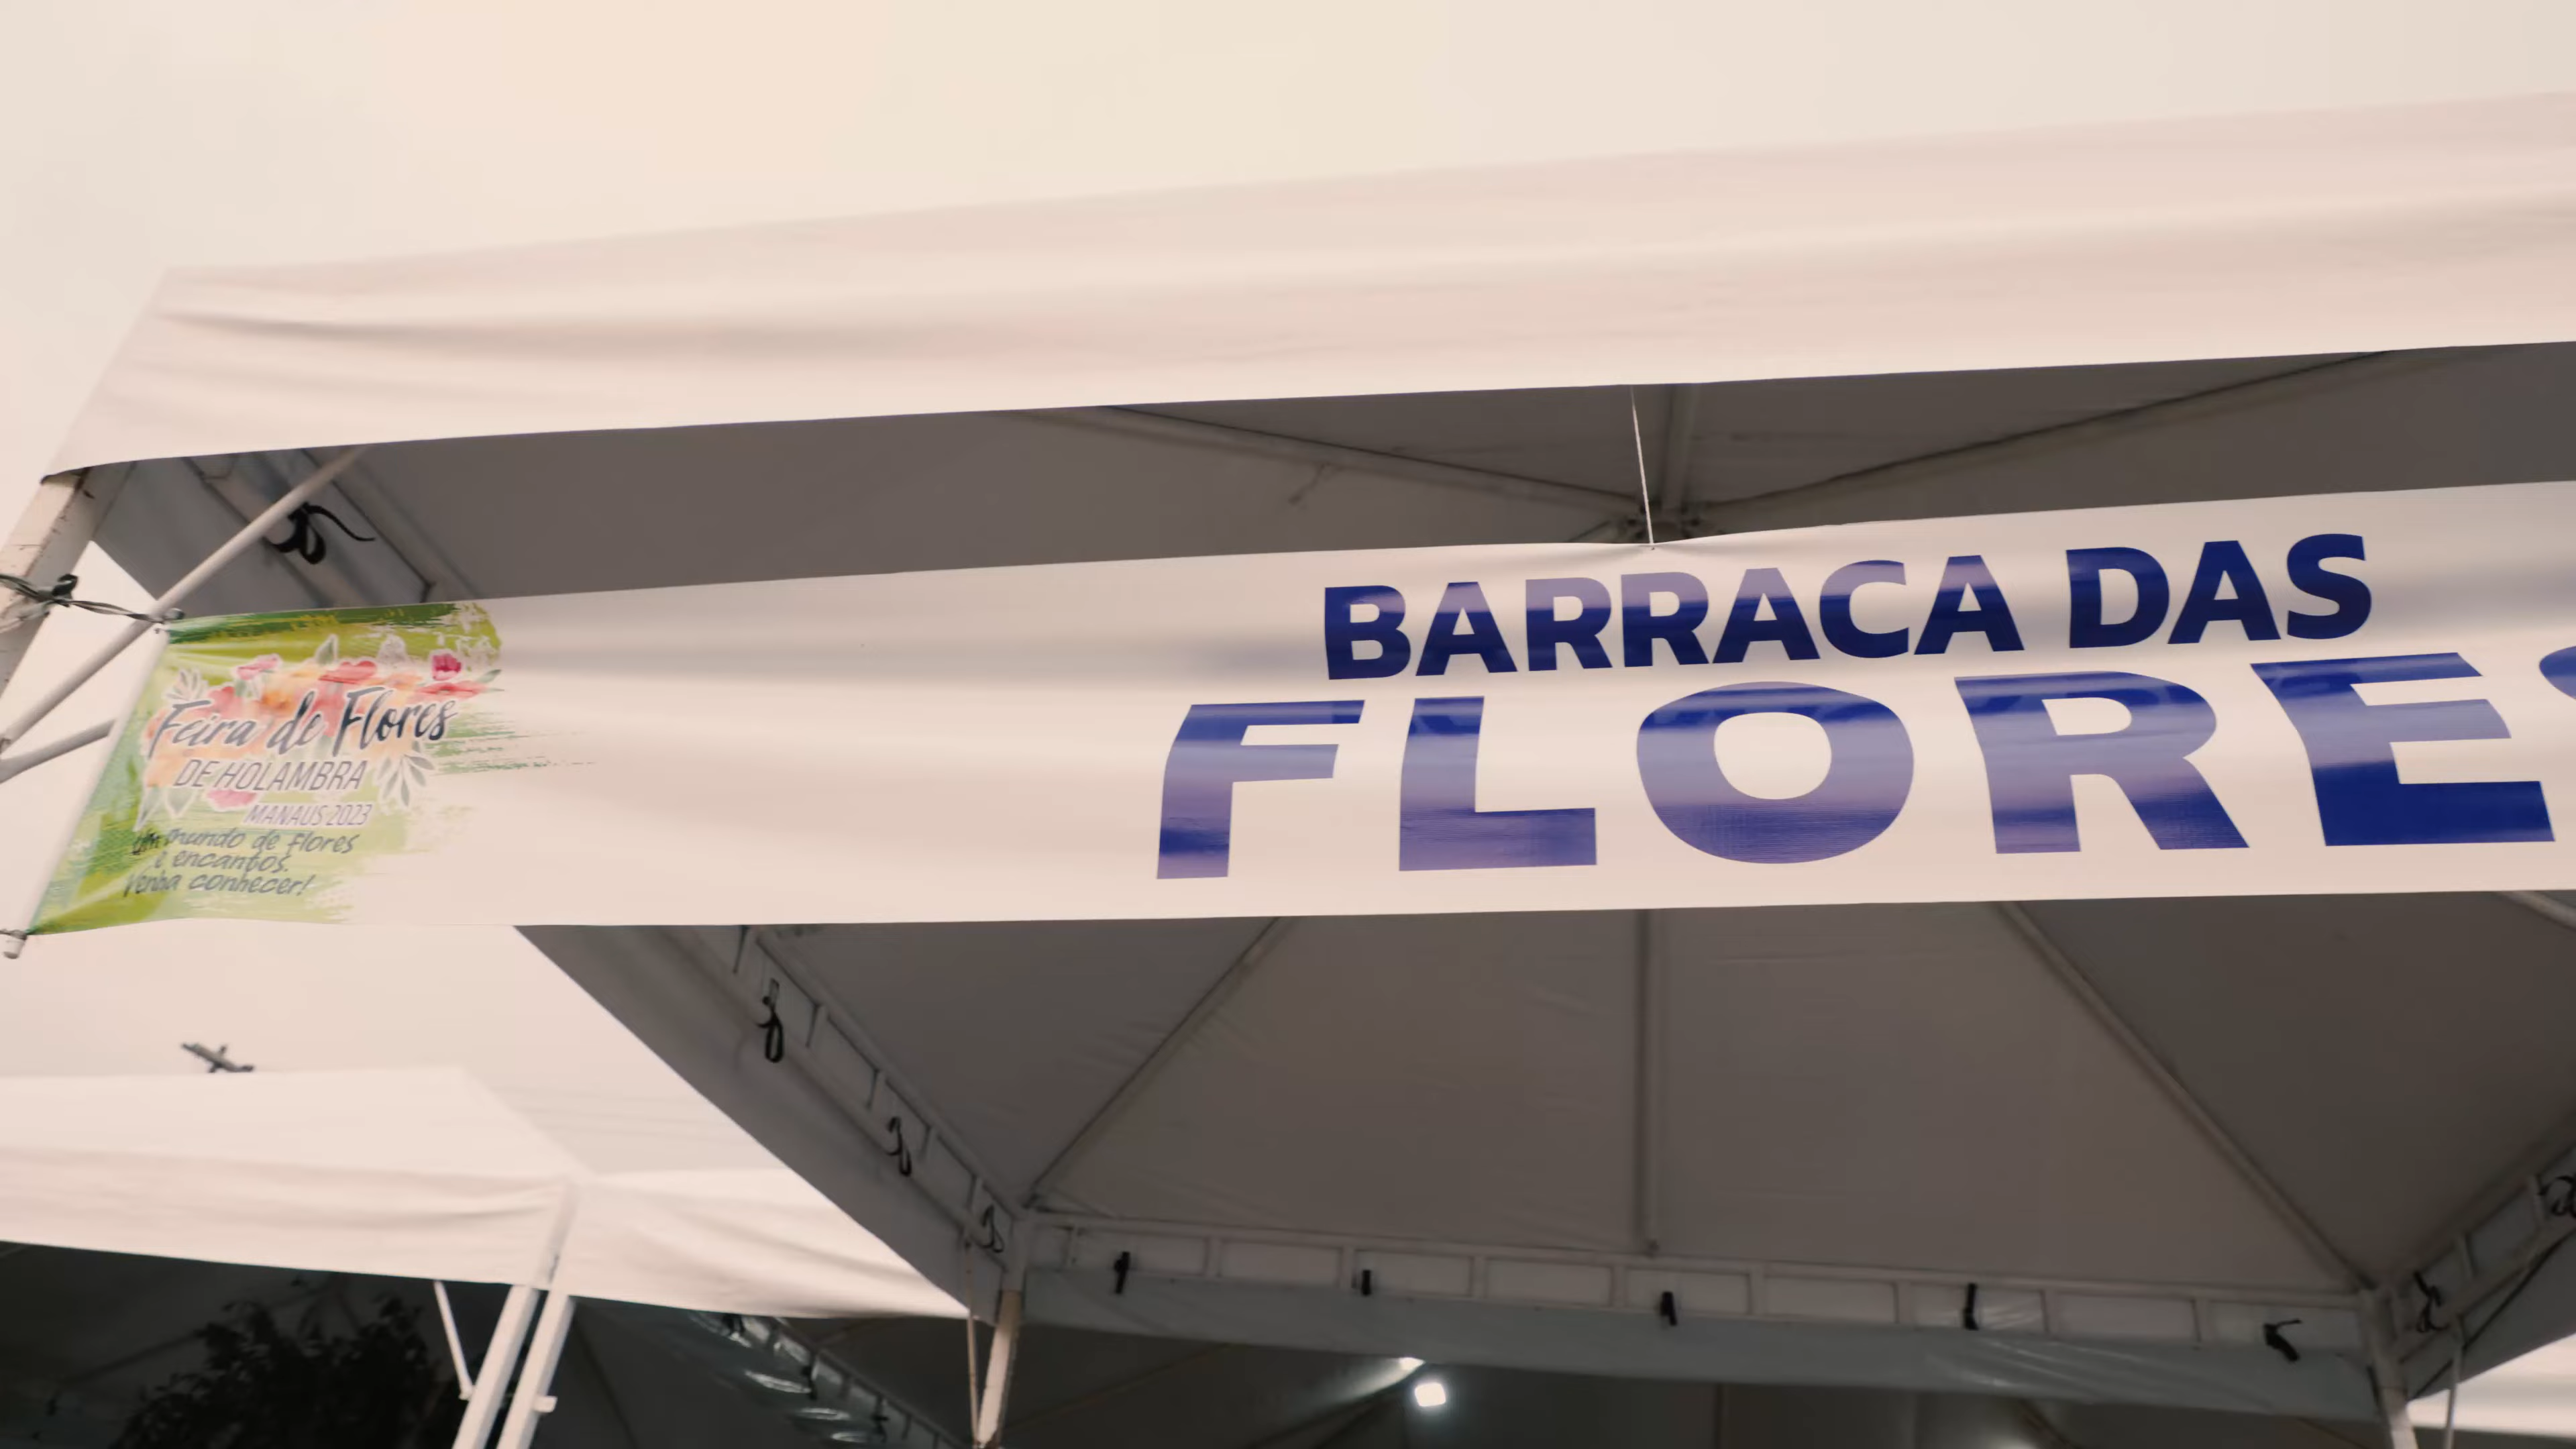 BARRACA DAS
FLORES
Feira de Flores
DE HOLAMBRA
MANAUS 2023
Um mundo de flores
e encantos.
Venha conhecer!